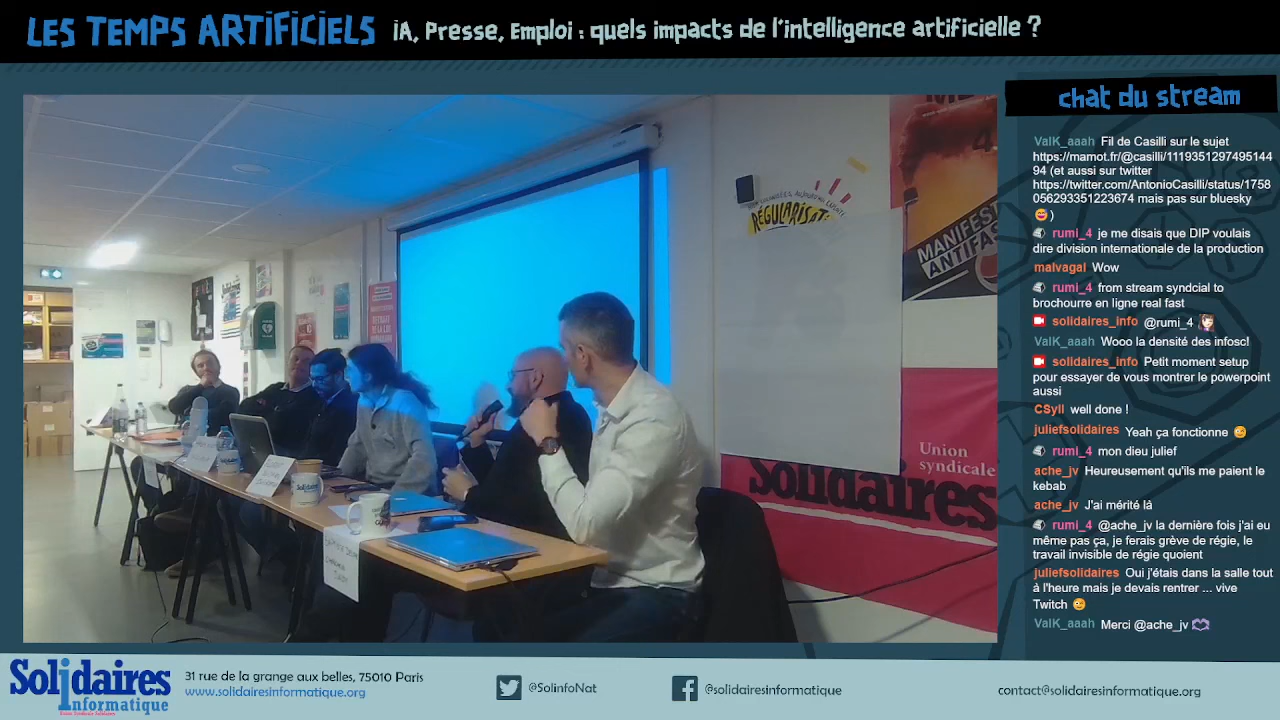 LES TEMPS ARTIFICIELS
IA, Presse, Emploi : quels impacts de l'intelligence artificielle ?
chat du stream
ValK_aaah Fil de Casilli sur le sujet
https://mamot.fr/@casilli/1119351297495144
94 (et aussi sur twitter
https://twitter.com/AntonioCasilli/status/1758
056293351223674 mais pas sur bluesky
😅 )
rumi_4 je me disais que DIP voulais
dire division internationale de la production
malvagal Wow
rumi_4 from stream syndcial to
brochourre en ligne real fast
solidaires_info @rumi_4
ValK_aaah Wooo la densité des infosc!
solidaires_info Petit moment setup
pour essayer de vous montrer le powerpoint
aussi
CSyll well done !
juliefsolidaires Yeah ça fonctionne 😉
rumi_4 mon dieu julief
ache_jv Heureusement qu'ils me paient le
kebab
ache_jv J'ai mérité là
rumi_4 @ache_jv la dernière fois j'ai eu
même pas ça, je ferais grève de régie, le
travail invisible de régie quoient
juliefsolidaires Oui j'étais dans la salle tout
à l'heure mais je devais rentrer ... vive
Twitch 😉
ValK_aaah Merci @ache_jv
MANIFEST
ANTIFAS
Union
syndicale
Solidaires
Solidaires
Informatique
31 rue de la grange aux belles, 75010 Paris
www.solidairesinformatique.org
@SolinfoNat
@solidairesinformatique
contact@solidairesinformatique.org